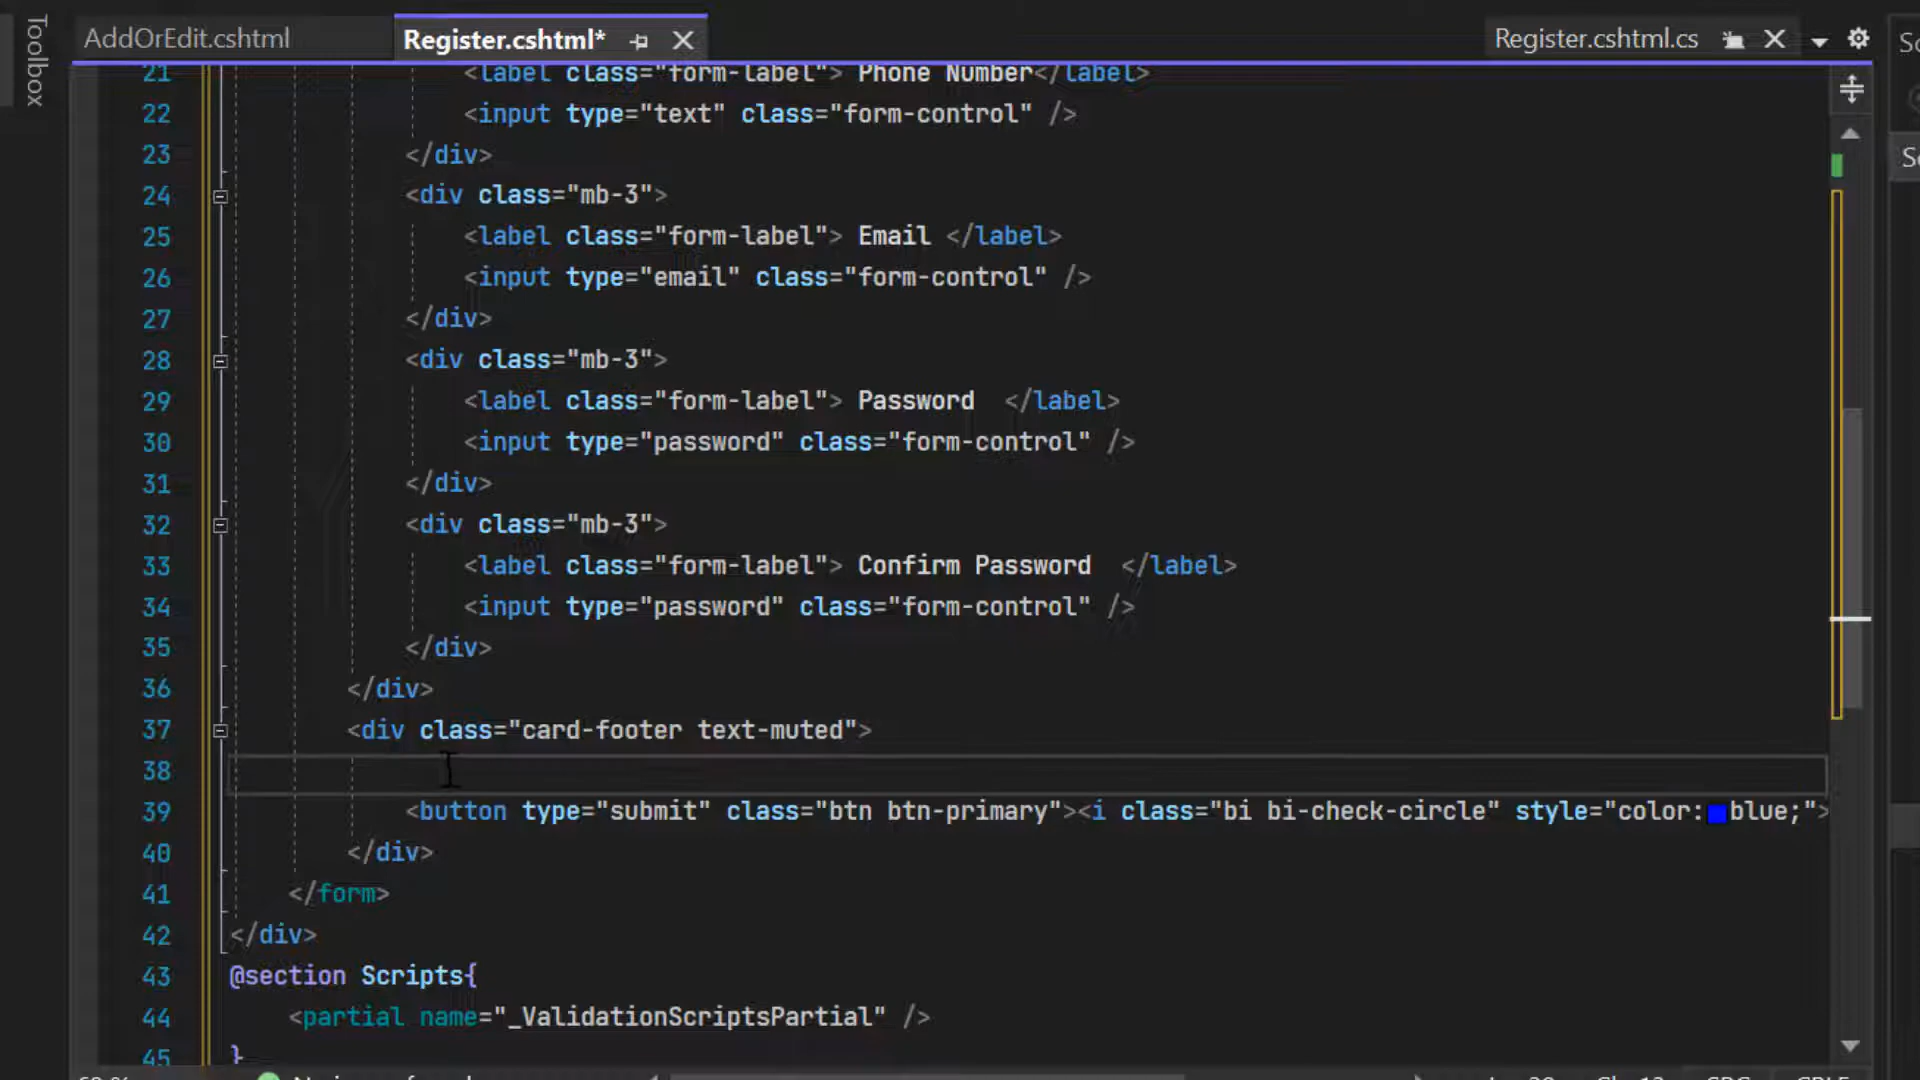 Toolbox
AddOrEdit.cshtml
Register.cshtml*
Register.cshtml.cs
21 <label class="form-label"> Phone Number</label>
22 <input type="text" class="form-control" />
23 </div>
24 <div class="mb-3">
25 <label class="form-label"> Email </label>
26 <input type="email" class="form-control" />
27 </div>
28 <div class="mb-3">
29 <label class="form-label"> Password  </label>
30 <input type="password" class="form-control" />
31 </div>
32 <div class="mb-3">
33 <label class="form-label"> Confirm Password  </label>
34 <input type="password" class="form-control" />
35 </div>
36 </div>
37 <div class="card-footer text-muted">
38
39 <button type="submit" class="btn btn-primary"><i class="bi bi-check-circle" style="color:blue;">
40 </div>
41 </form>
42 </div>
43 @section Scripts{
44 <partial name="_ValidationScriptsPartial" />
45 }